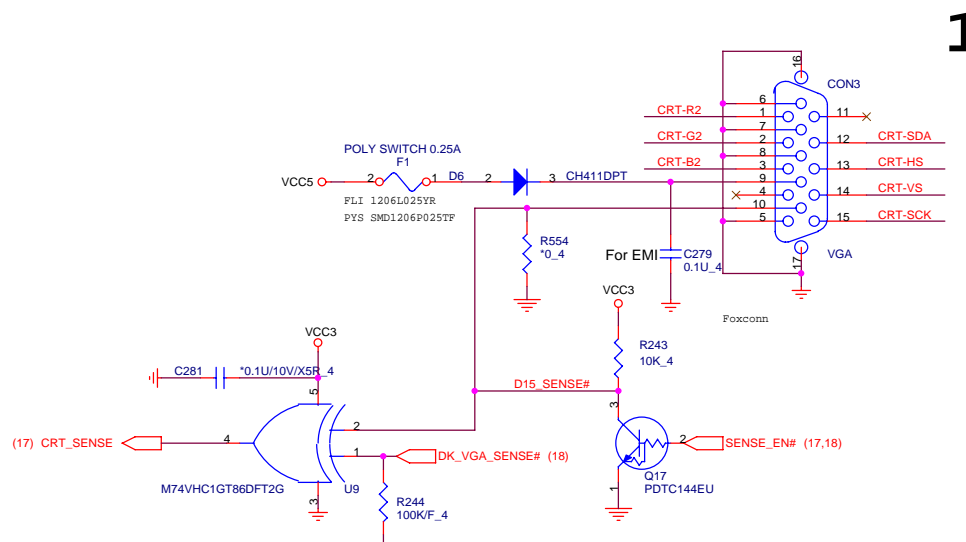 1
16
CON3
6
CRT-R2 1 11
7
CRT-G2 2 12 CRT-SDA
8
CRT-B2 3 13 CRT-HS
9
4 14 CRT-VS
10
5 15 CRT-SCK
17
VGA
Foxconn
POLY SWITCH 0.25A
F1
VCC5 2 1 D6 2 3 CH411DPT
FLI 1206L025YR
PYS SMD1206P025TF
R554
*0_4
For EMI C279
0.1U_4
VCC3
R243
10K_4
D15_SENSE#
VCC3
C281 *0.1U/10V/X5R_4
5
3
2
(17) CRT_SENSE 4
2 SENSE_EN# (17,18)
1 DK_VGA_SENSE# (18)
Q17
PDTC144EU
1
M74VHC1GT86DFT2G U9
3
R244
100K/F_4